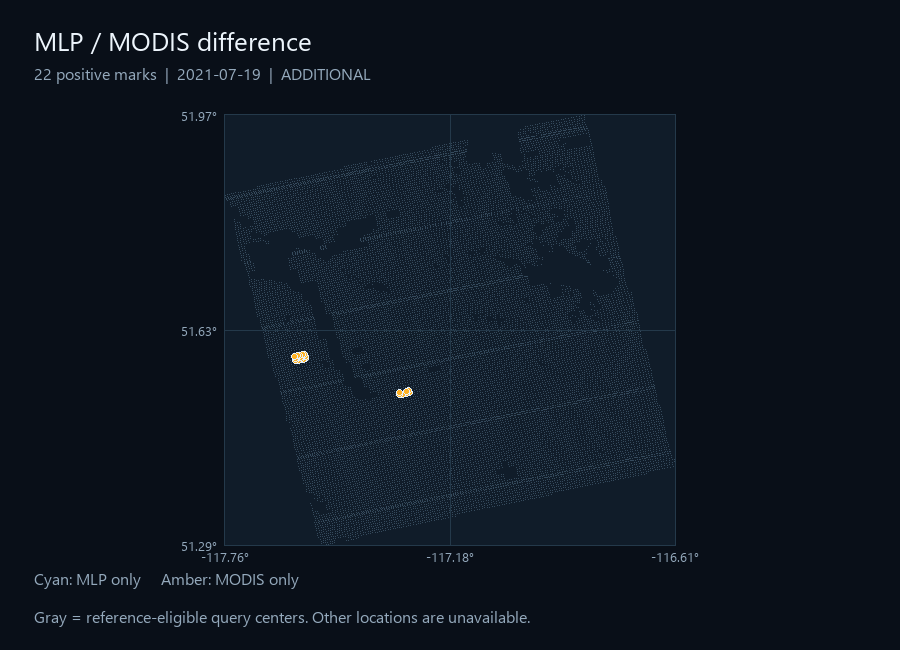 MLP / MODIS difference
22 positive marks | 2021-07-19 | ADDITIONAL
51.97°
51.63°
51.29°
-117.76° -117.18° -116.61°
Cyan: MLP only Amber: MODIS only
Gray = reference-eligible query centers. Other locations are unavailable.